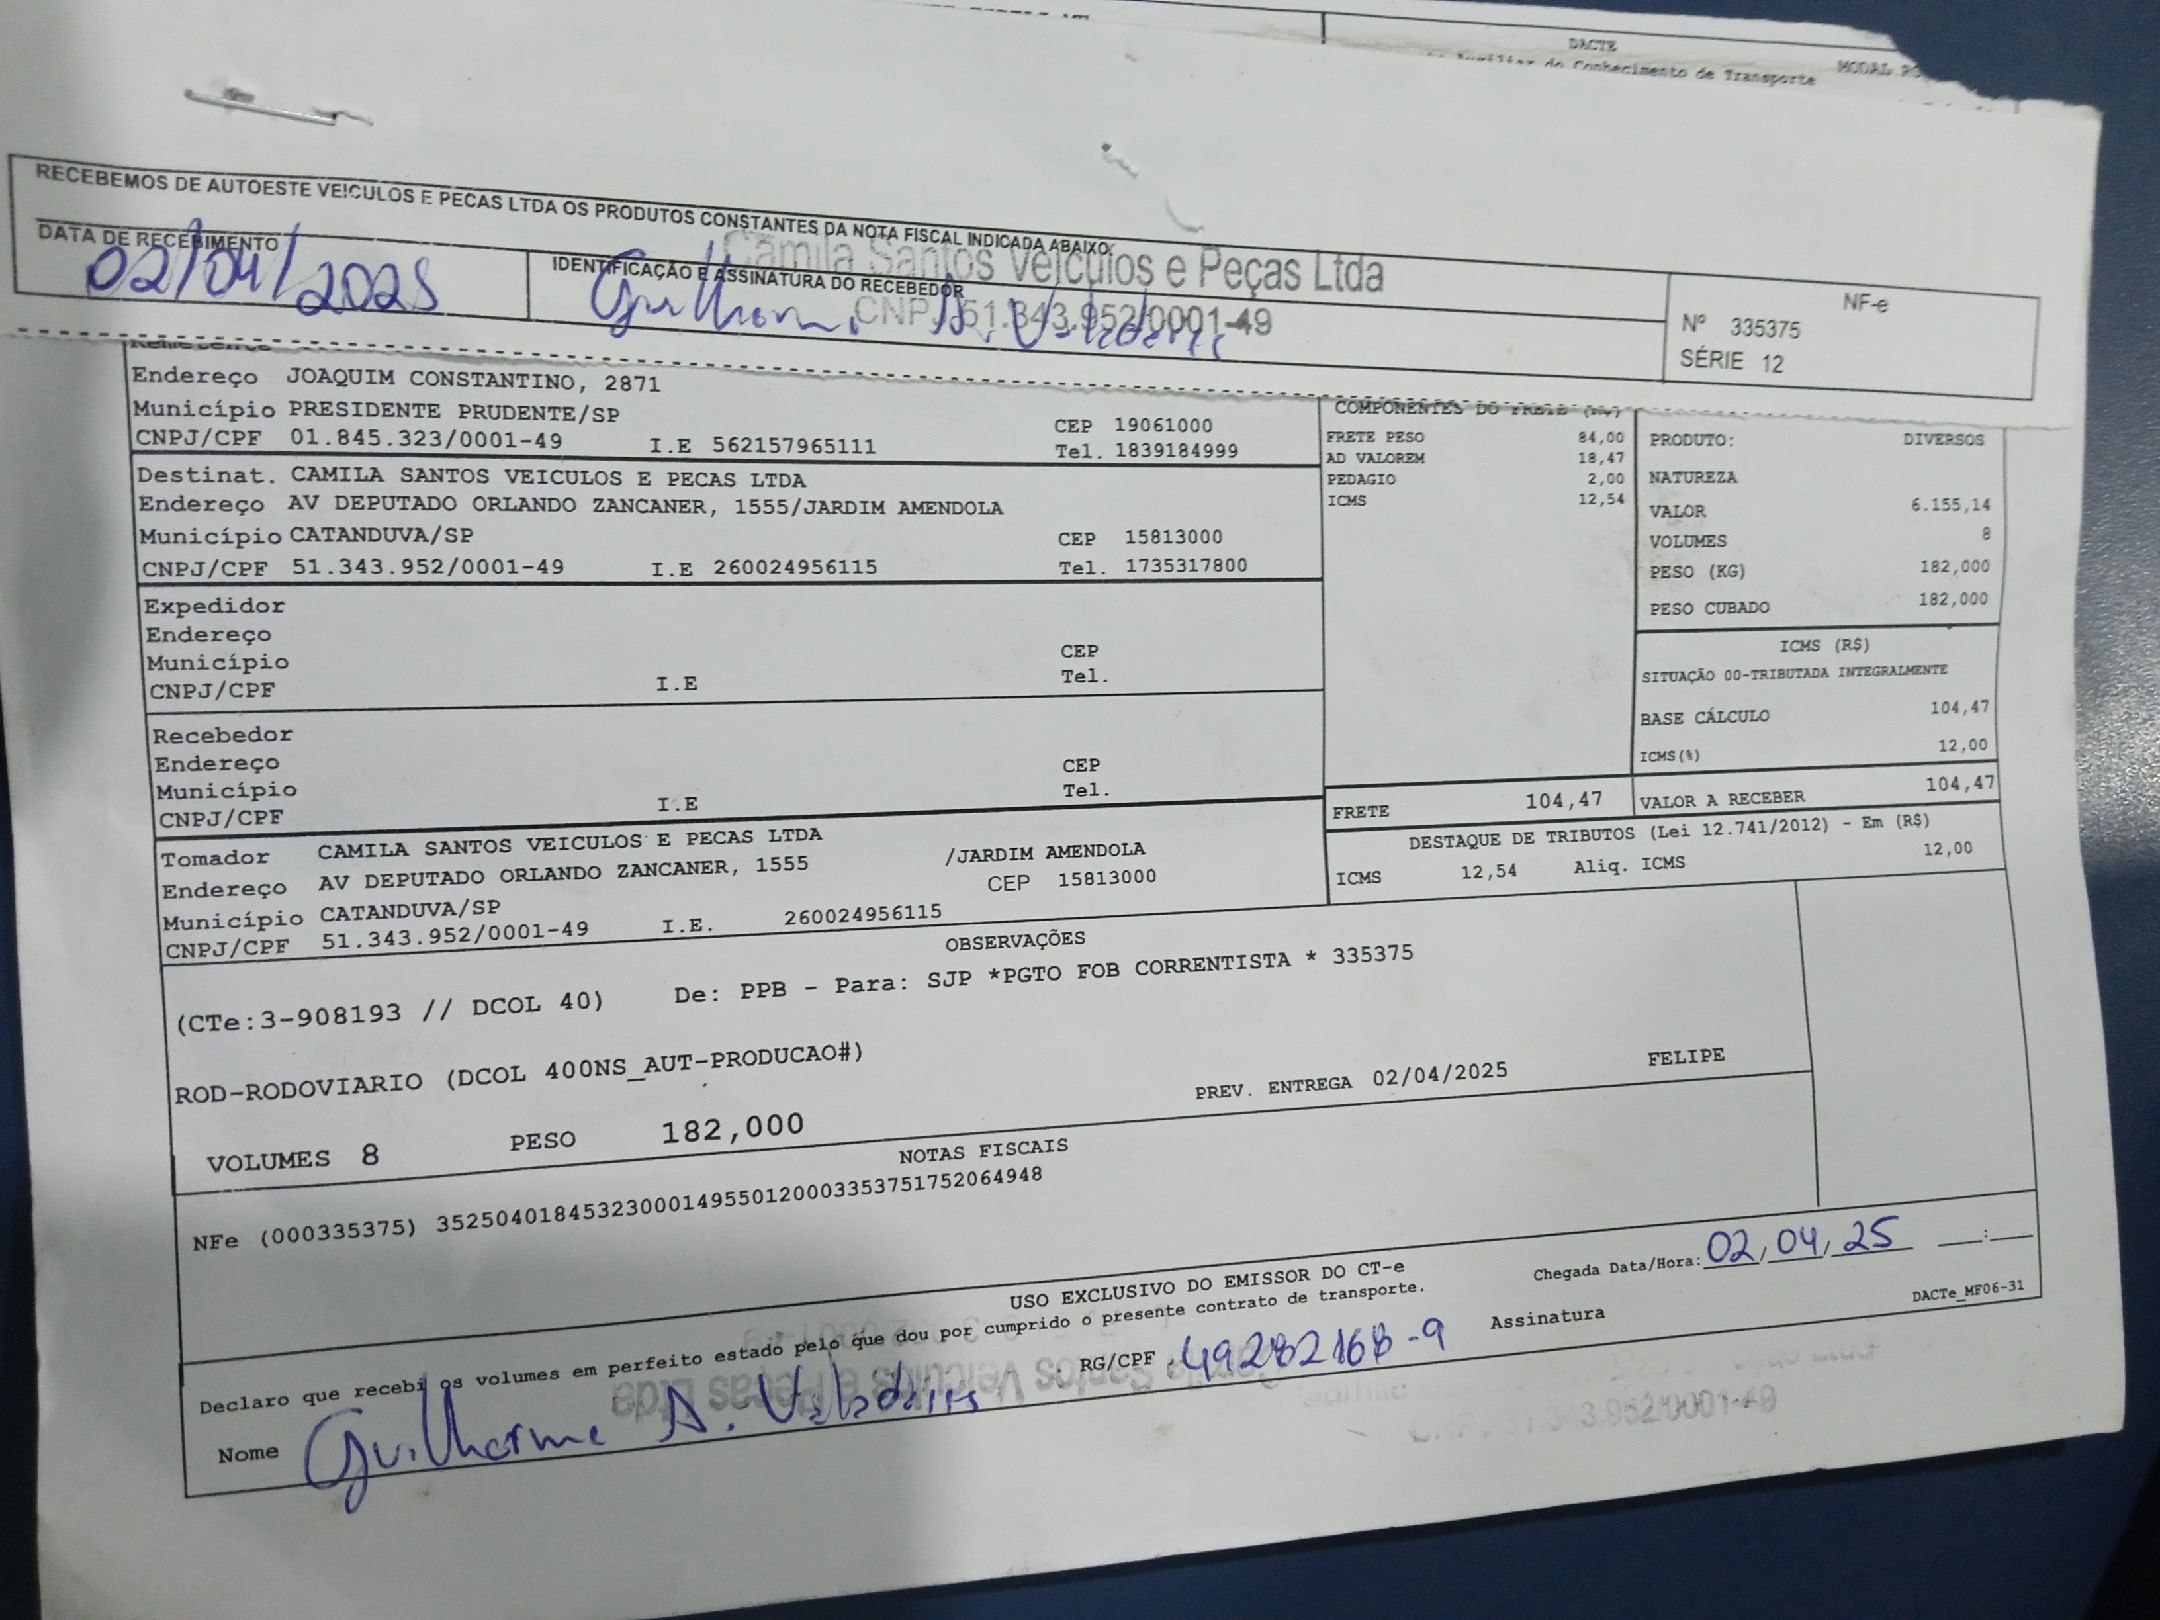 DACTE
Auxiliar do Conhecimento de Transporte
MODAL
RECEBEMOS DE AUTOESTE VEICULOS E PECAS LTDA OS PRODUTOS CONSTANTES DA NOTA FISCAL INDICADA ABAIXO.
DATA DE RECEBIMENTO
02/04/2025
IDENTIFICAÇÃO E ASSINATURA DO RECEBEDOR
Camila Santos Veículos e Peças Ltda
CNPJ 51.343.952/0001-49
NF-e
Nº 335375
SÉRIE 12
Endereço JOAQUIM CONSTANTINO, 2871
Município PRESIDENTE PRUDENTE/SP CEP 19061000
CNPJ/CPF 01.845.323/0001-49 I.E 562157965111 Tel. 1839184999
Destinat. CAMILA SANTOS VEICULOS E PECAS LTDA
Endereço AV DEPUTADO ORLANDO ZANCANER, 1555/JARDIM AMENDOLA
Município CATANDUVA/SP CEP 15813000
CNPJ/CPF 51.343.952/0001-49 I.E 260024956115 Tel. 1735317800
Expedidor
Endereço
Município CEP
CNPJ/CPF I.E Tel.
Recebedor
Endereço
Município CEP
CNPJ/CPF I.E Tel.
Tomador CAMILA SANTOS VEICULOS E PECAS LTDA
Endereço AV DEPUTADO ORLANDO ZANCANER, 1555 /JARDIM AMENDOLA
Município CATANDUVA/SP CEP 15813000
CNPJ/CPF 51.343.952/0001-49 I.E. 260024956115
COMPONENTES DO FRETE
FRETE PESO 84,00
AD VALOREM 18,47
PEDAGIO 2,00
ICMS 12,54
PRODUTO: DIVERSOS
NATUREZA
VALOR 6.155,14
VOLUMES 8
PESO (KG) 182,000
PESO CUBADO 182,000
ICMS (R$)
SITUAÇÃO 00-TRIBUTADA INTEGRALMENTE
BASE CÁLCULO 104,47
ICMS(%) 12,00
FRETE 104,47 VALOR A RECEBER 104,47
DESTAQUE DE TRIBUTOS (Lei 12.741/2012) - Em (R$)
ICMS 12,54 Aliq. ICMS 12,00
OBSERVAÇÕES
(CTe:3-908193 // DCOL 40) De: PPB - Para: SJP *PGTO FOB CORRENTISTA * 335375
ROD-RODOVIARIO (DCOL 400NS_AUT-PRODUCAO#)
PREV. ENTREGA 02/04/2025 FELIPE
VOLUMES 8 PESO 182,000
NOTAS FISCAIS
NFe (000335375) 35250401845323000149550120003353751752064948
USO EXCLUSIVO DO EMISSOR DO CT-e
Chegada Data/Hora: 02/04/25 __:__
Declaro que recebi os volumes em perfeito estado pelo que dou por cumprido o presente contrato de transporte.
DACTe_MF06-31
Nome Guilherme A. Valadares RG/CPF 49282168-9 Assinatura